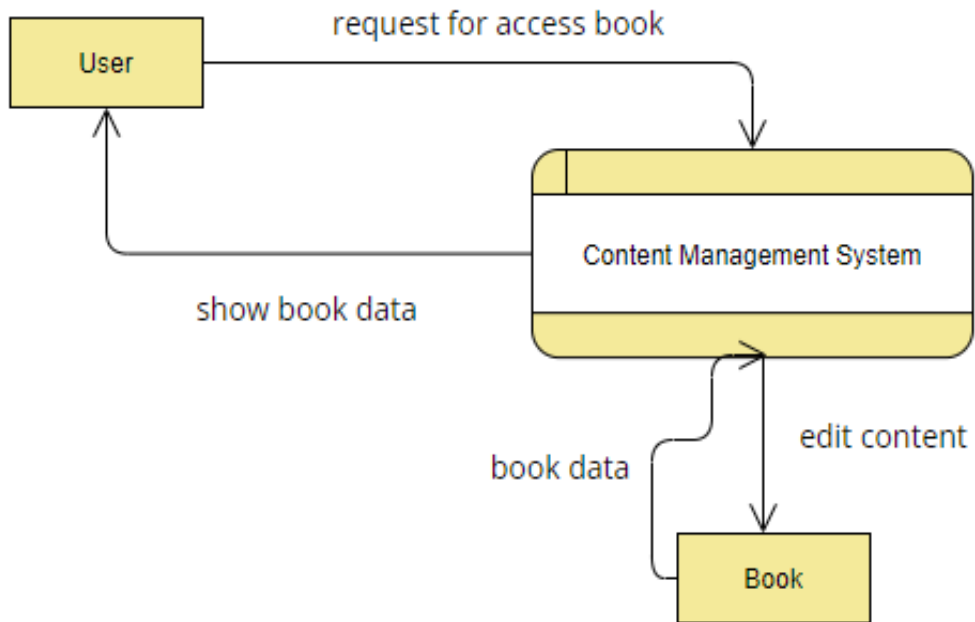 request for access book
User
Content Management System
show book data
edit content
book data
Book